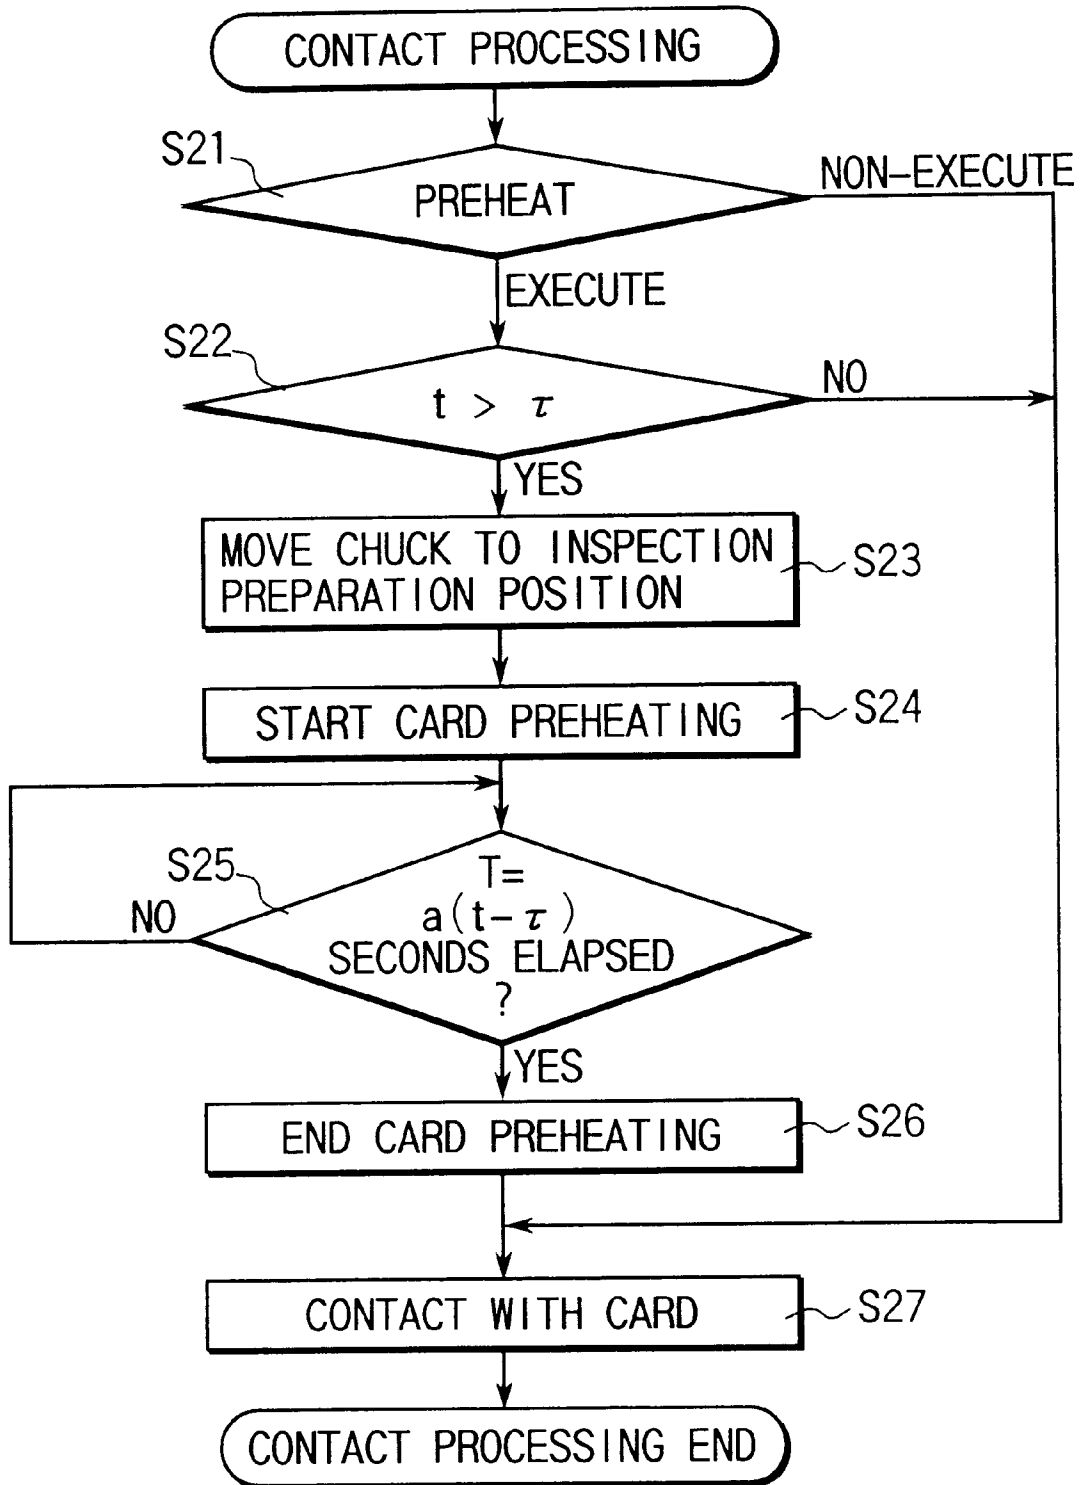 CONTACT PROCESSING
S21
PREHEAT
NON-EXECUTE
EXECUTE
S22
t > τ
NO
YES
MOVE CHUCK TO INSPECTION
PREPARATION POSITION
S23
START CARD PREHEATING
S24
S25
T=
a(t-τ)
SECONDS ELAPSED
?
NO
YES
END CARD PREHEATING
S26
CONTACT WITH CARD
S27
CONTACT PROCESSING END